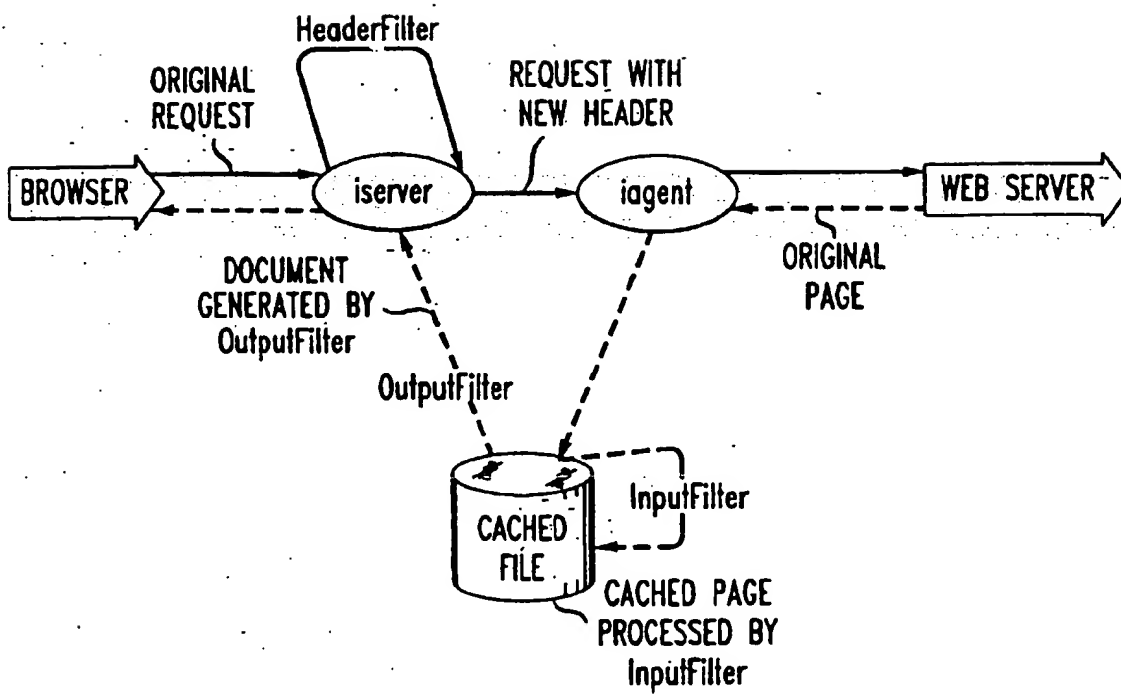 HeaderFilter
ORIGINAL
REQUEST
REQUEST WITH
NEW HEADER
BROWSER
iserver
iagent
WEB SERVER
DOCUMENT
GENERATED BY
OutputFilter
ORIGINAL
PAGE
OutputFilter
InputFilter
CACHED
FILE
CACHED PAGE
PROCESSED BY
InputFilter